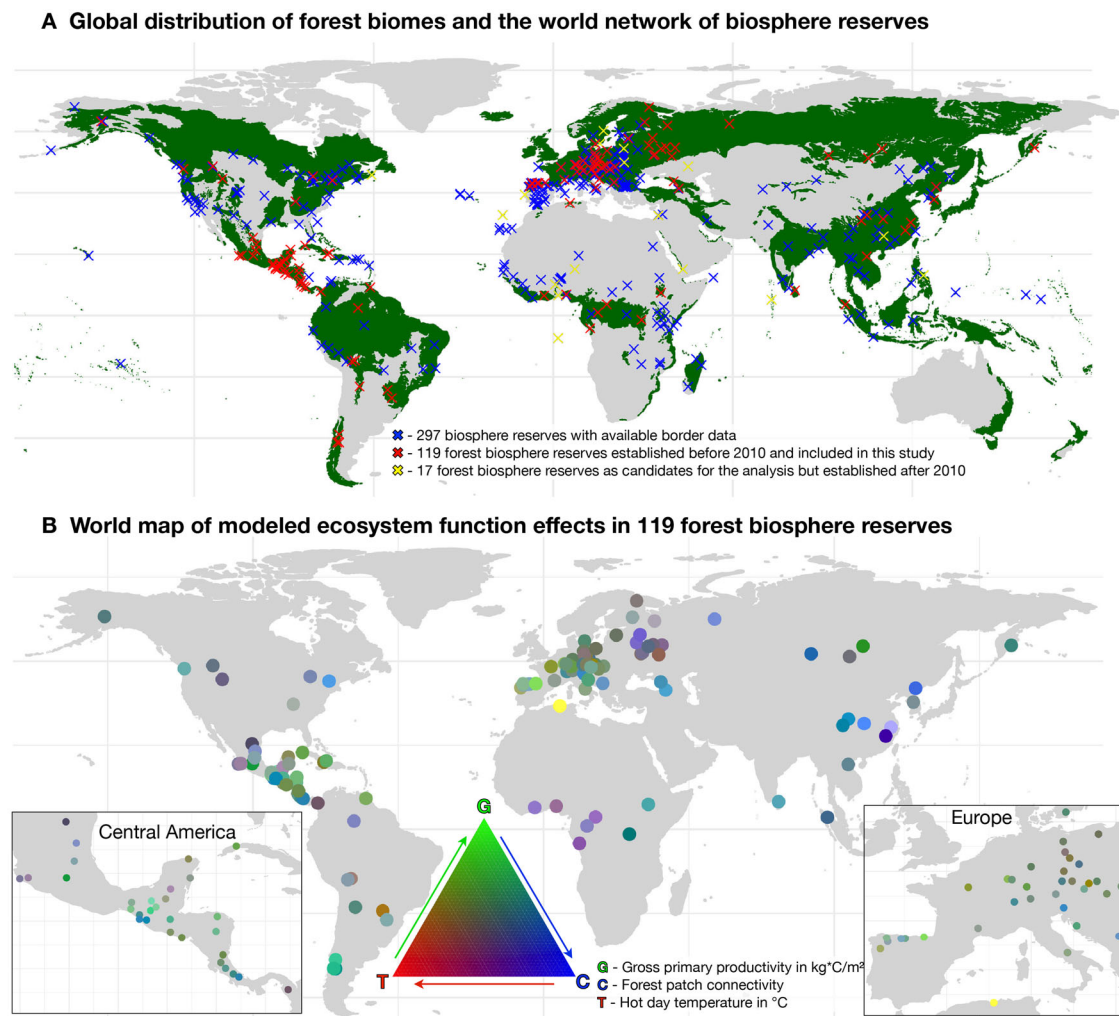 A Global distribution of forest biomes and the world network of biosphere reserves
- 297 biosphere reserves with available border data
- 119 forest biosphere reserves established before 2010 and included in this study
- 17 forest biosphere reserves as candidates for the analysis but established after 2010
B World map of modeled ecosystem function effects in 119 forest biosphere reserves
Central America
Europe
G
T
C
G - Gross primary productivity in kg*C/m²
C - Forest patch connectivity
T - Hot day temperature in °C